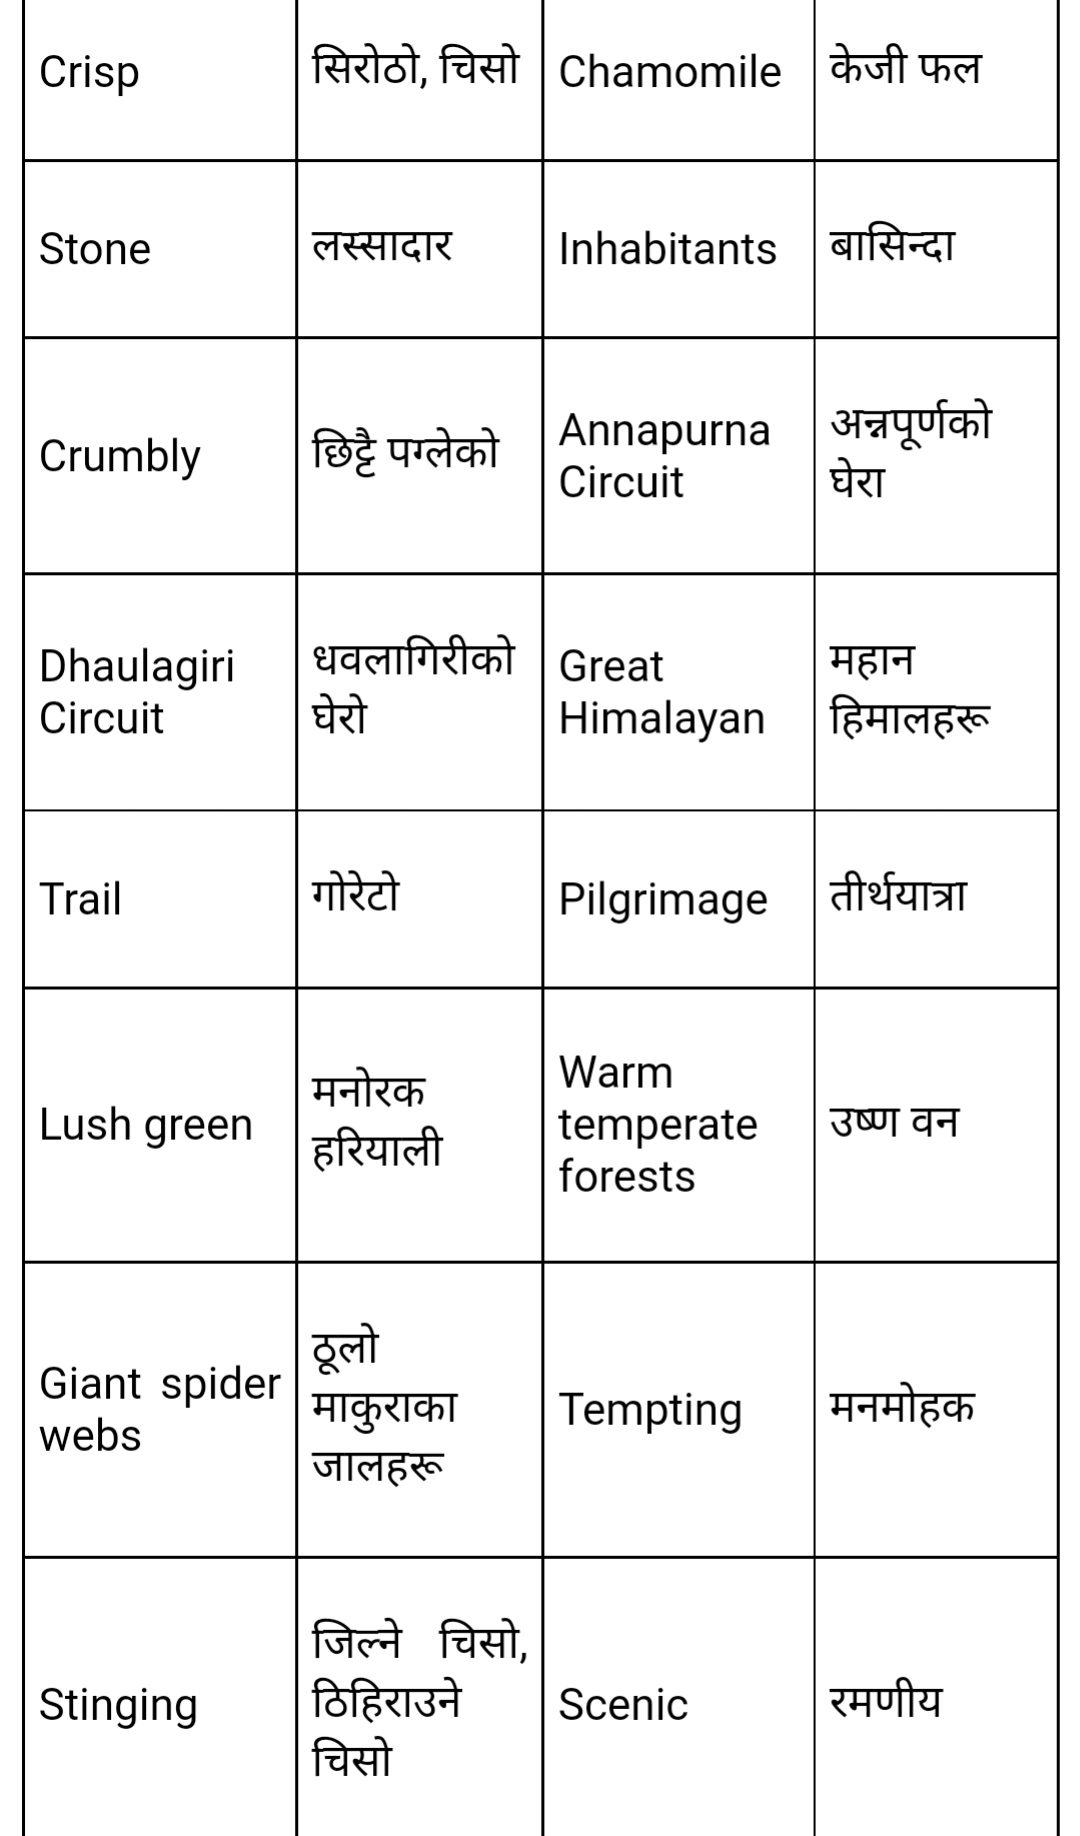 Crisp
सिरोठो, चिसो
Chamomile
केजी फल
Stone
लस्सादार
Inhabitants
बासिन्दा
Crumbly
छिट्टै पग्लेको
Annapurna
Circuit
अन्नपूर्णको
घेरा
Dhaulagiri
Circuit
धवलागिरीको
घेरो
Great
Himalayan
महान
हिमालहरू
Trail
गोरेटो
Pilgrimage
तीर्थयात्रा
Lush green
मनोरक
हरियाली
Warm
temperate
forests
उष्ण वन
Giant spider
webs
ठूलो
माकुराका
जालहरू
Tempting
मनमोहक
Stinging
जिल्ने चिसो,
ठिहिराउने
चिसो
Scenic
रमणीय